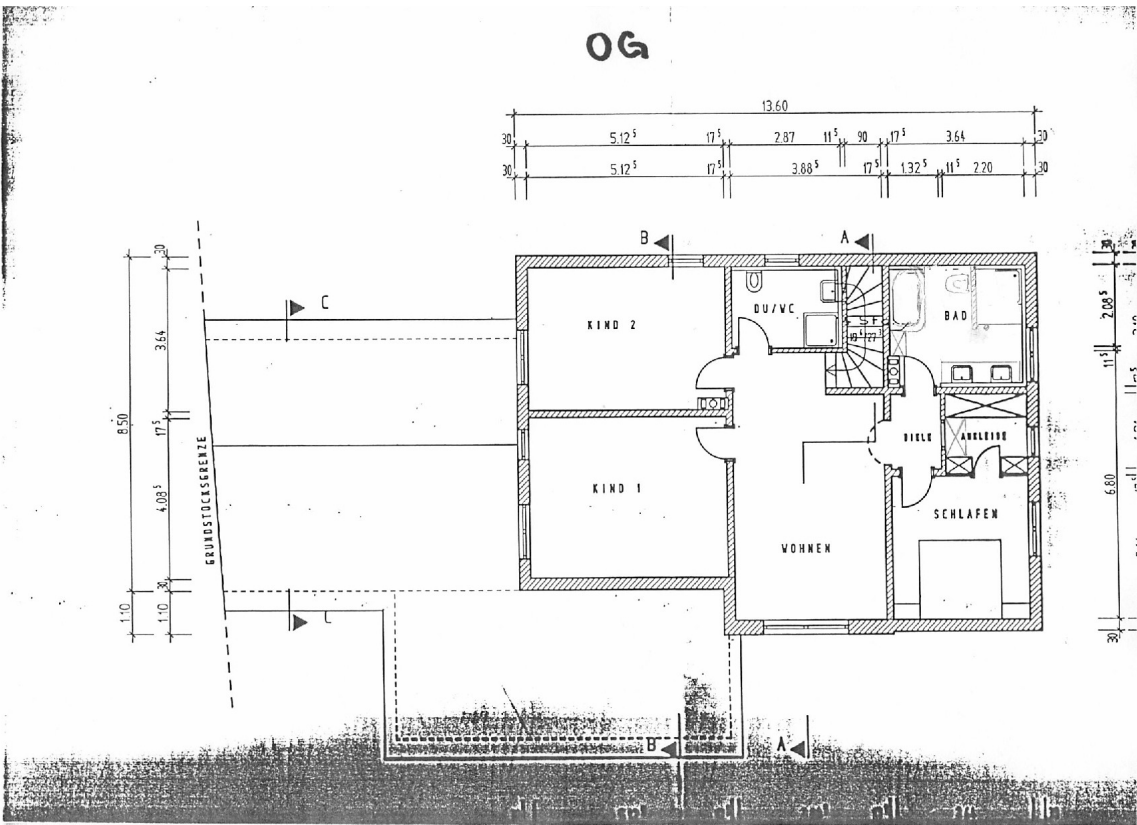 OG
13.60
30 5.12⁵ 17⁵ 2.87 11⁵ 90 17⁵ 3.64 30
30 5.12⁵ 17⁵ 3.88⁵ 17⁵ 1.32⁵ 11⁵ 2.20 30
B A
30 30
C
KIND 2 DU/WC BAD
3.64 2.08⁵
11⁵
8.50 17⁵
GRUNDSTÜCKSGRENZE
DIELE ANKLEIDE
4.08⁵ KIND 1 6.80
SCHLAFEN
WOHNEN
30
1.10 1.10 C
30
B A